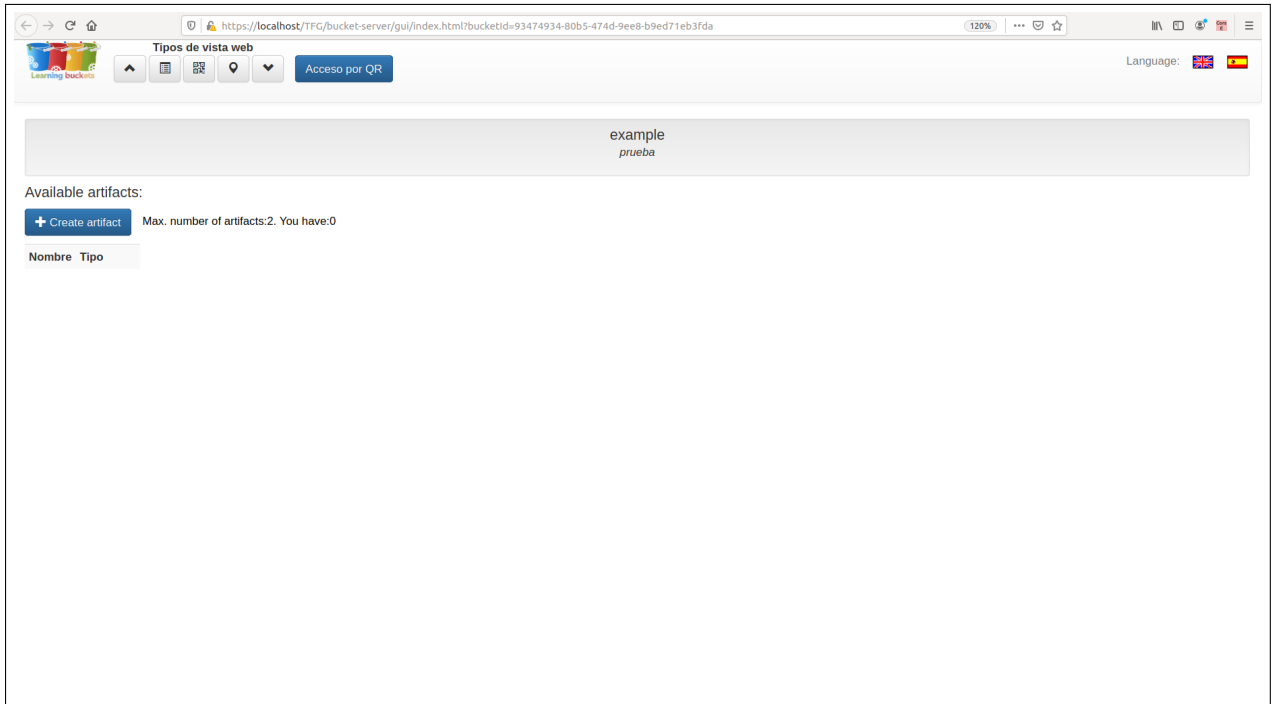 https://localhost/TFG/bucket-server/gui/index.html?bucketId=93474934-80b5-474d-9ee8-b9ed71eb3fda
120%
Tipos de vista web
Learning buckets
Acceso por QR
Language:
example
prueba
Available artifacts:
Create artifact Max. number of artifacts:2. You have:0
Nombre Tipo